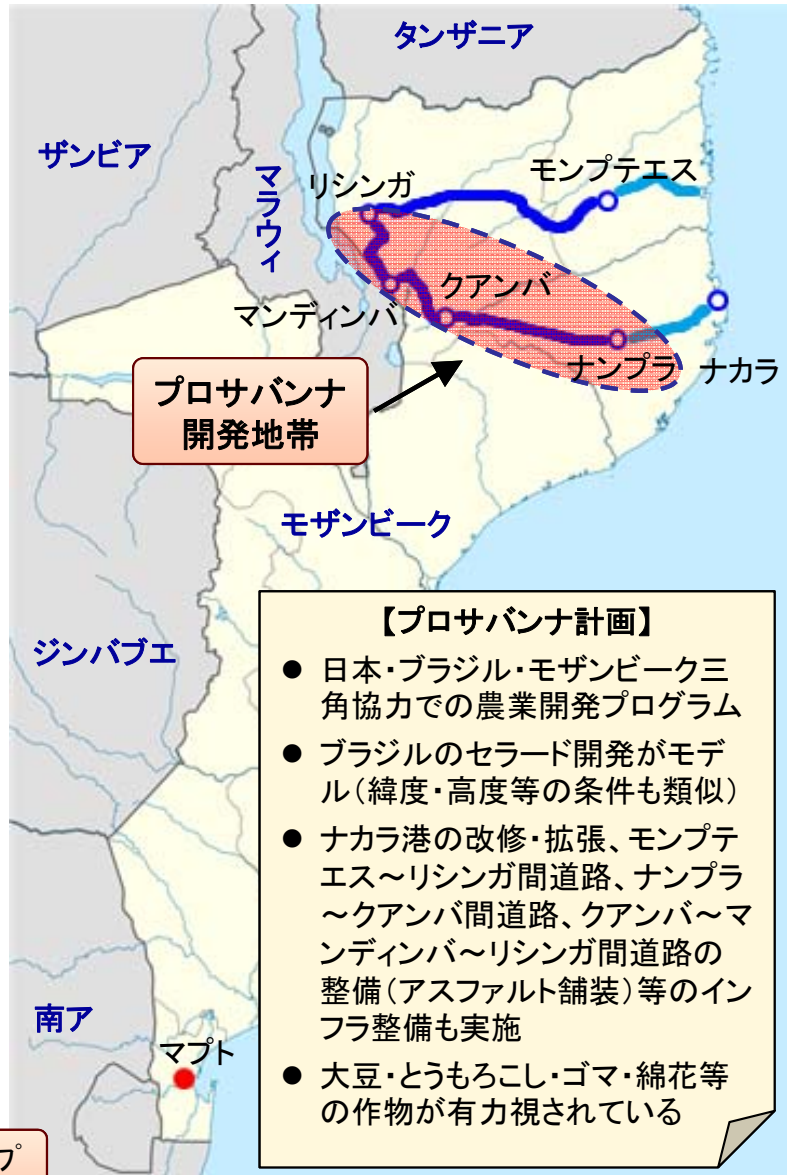 タンザニア
ザンビア
マラウィ
リシンガ
モンプテエス
マンディンバ
クアンバ
ナンプラ
ナカラ
プロサバンナ
開発地帯
モザンビーク
ジンバブエ
南ア
マプト
【プロサバンナ計画】
● 日本・ブラジル・モザンビーク三
角協力での農業開発プログラム
● ブラジルのセラード開発がモデ
ル(緯度・高度等の条件も類似)
● ナカラ港の改修・拡張、モンプテ
エス~リシンガ間道路、ナンプラ
~クアンバ間道路、クアンバ~マ
ンディンバ~リシンガ間道路の
整備(アスファルト舗装)等のイン
フラ整備も実施
● 大豆・とうもろこし・ゴマ・綿花等
の作物が有力視されている